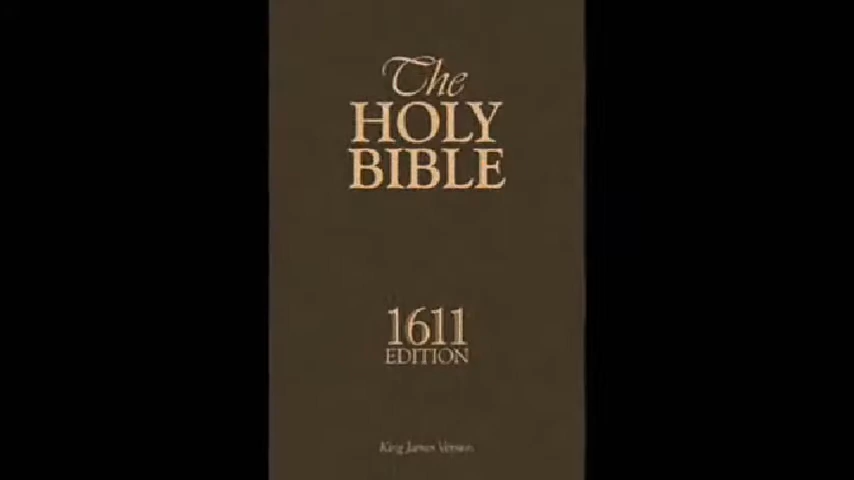 The
HOLY
BIBLE
1611
EDITION
King James Version